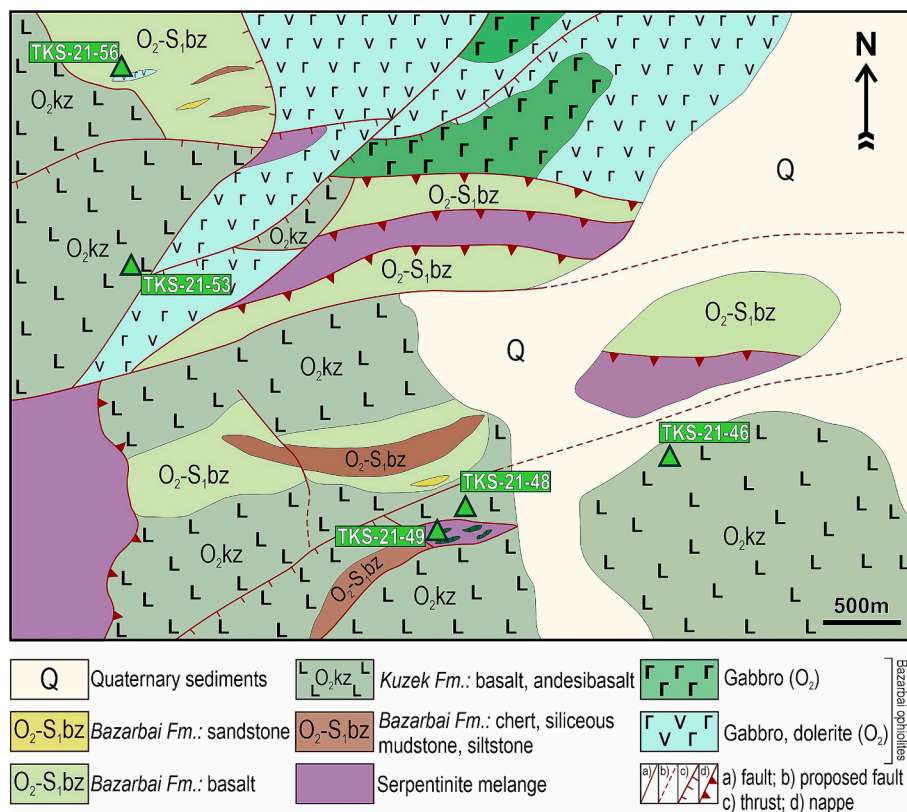 TKS-21-56
O₂-S₁bz
O₂kz
N
Q
O₂-S₁bz
O₂kz
O₂kz
TKS-21-53
O₂-S₁bz
O₂-S₁bz
Q
O₂kz
TKS-21-46
O₂-S₁bz
O₂-S₁bz
TKS-21-48
TKS-21-49
O₂kz
O₂kz
O₂-S₁bz
O₂kz
500m
Q Quaternary sediments
O₂-S₁bz Bazarbai Fm.: sandstone
O₂-S₁bz Bazarbai Fm.: basalt
L L O₂kz L L Kuzek Fm.: basalt, andesibasalt
O₂-S₁bz Bazarbai Fm.: chert, siliceous
mudstone, siltstone
Serpentinite melange
Gabbro (O₂)
Gabbro, dolerite (O₂)
Bazarbai ophiolites
a) b) c) d) a) fault; b) proposed fault
c) thrust; d) nappe